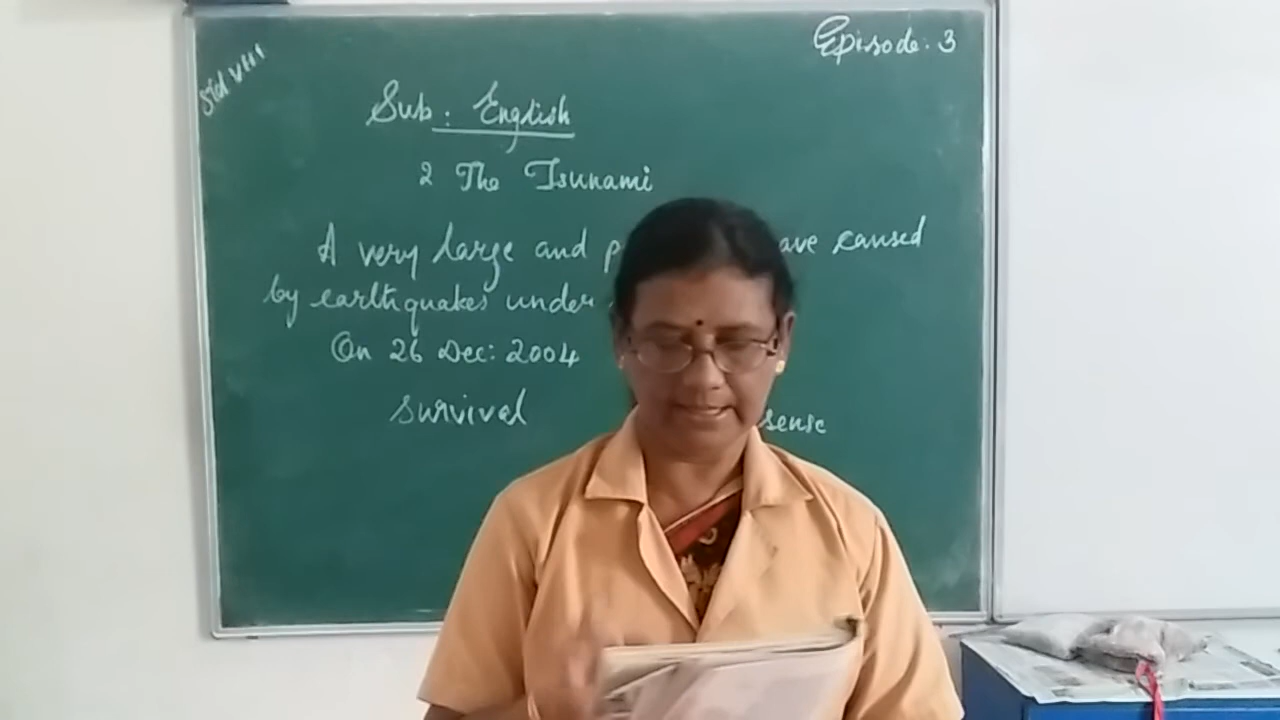 Episode: 3
Std VIII
Sub: English
2 The Tsunami
A very large and p ave caused
by earthquakes under
On 26 Dec: 2004
survival sense